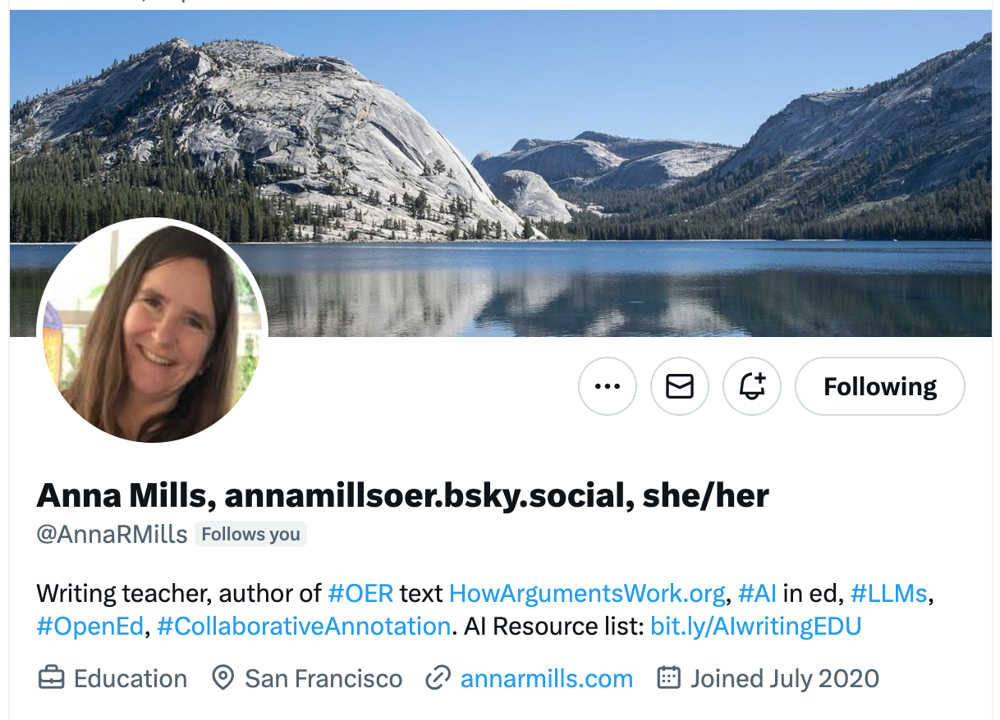 Following
Anna Mills, annamillsoer.bsky.social, she/her
@AnnaRMills Follows you
Writing teacher, author of #OER text HowArgumentsWork.org, #AI in ed, #LLMs,
#OpenEd, #CollaborativeAnnotation. AI Resource list: bit.ly/AIwritingEDU
Education San Francisco annarmills.com Joined July 2020